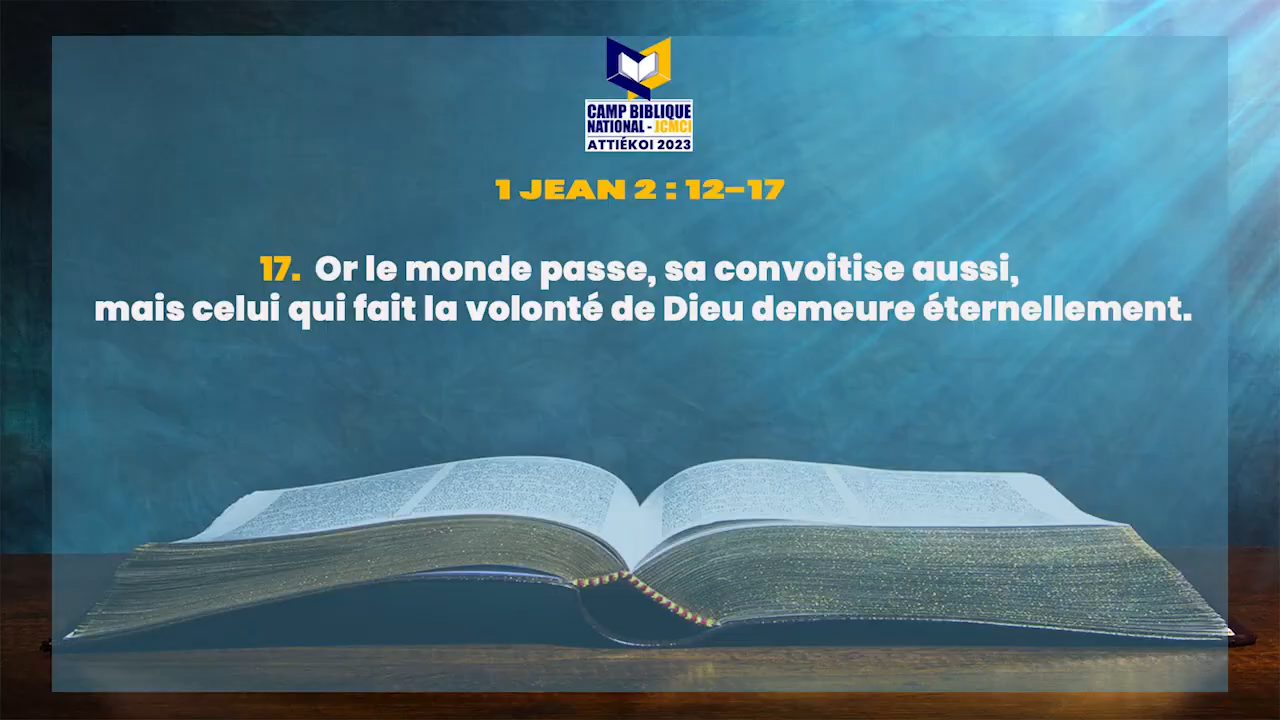 CAMP BIBLIQUE
NATIONAL - JCMCI
ATTIÉKOI 2023
1 JEAN 2 : 12–17
17. Or le monde passe, sa convoitise aussi,
mais celui qui fait la volonté de Dieu demeure éternellement.